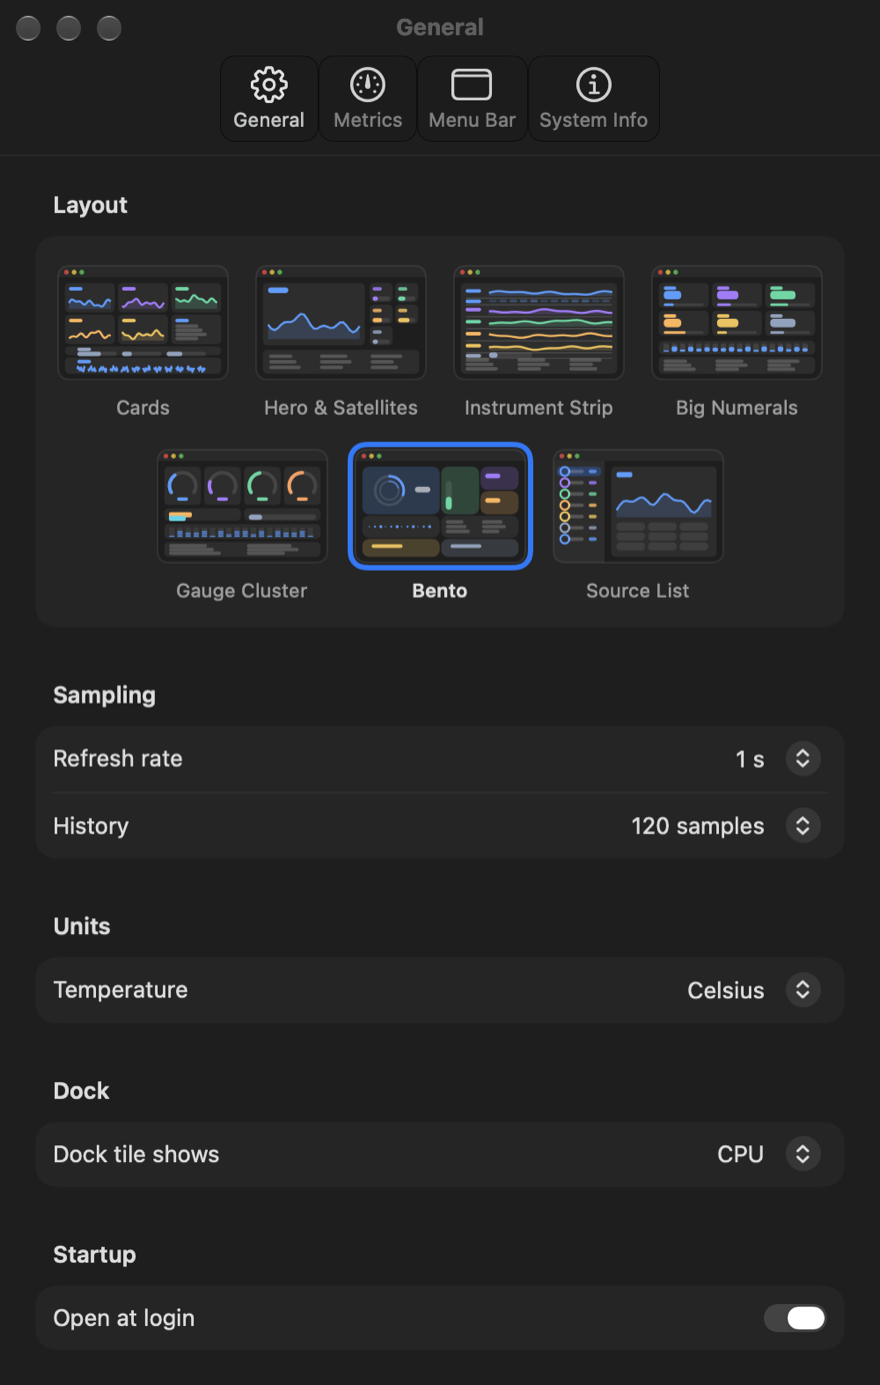 General
General
Metrics
Menu Bar
System Info
Layout
Cards
Hero & Satellites
Instrument Strip
Big Numerals
Gauge Cluster
Bento
Source List
Sampling
Refresh rate
1 s
History
120 samples
Units
Temperature
Celsius
Dock
Dock tile shows
CPU
Startup
Open at login